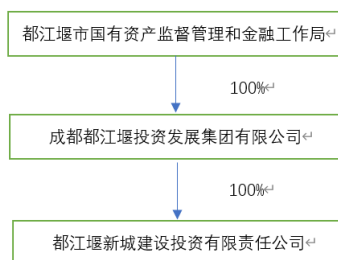 都江堰市国有资产监督管理和金融工作局↵
100%↵
成都都江堰投资发展集团有限公司↵
100%↵
都江堰新城建设投资有限责任公司↵